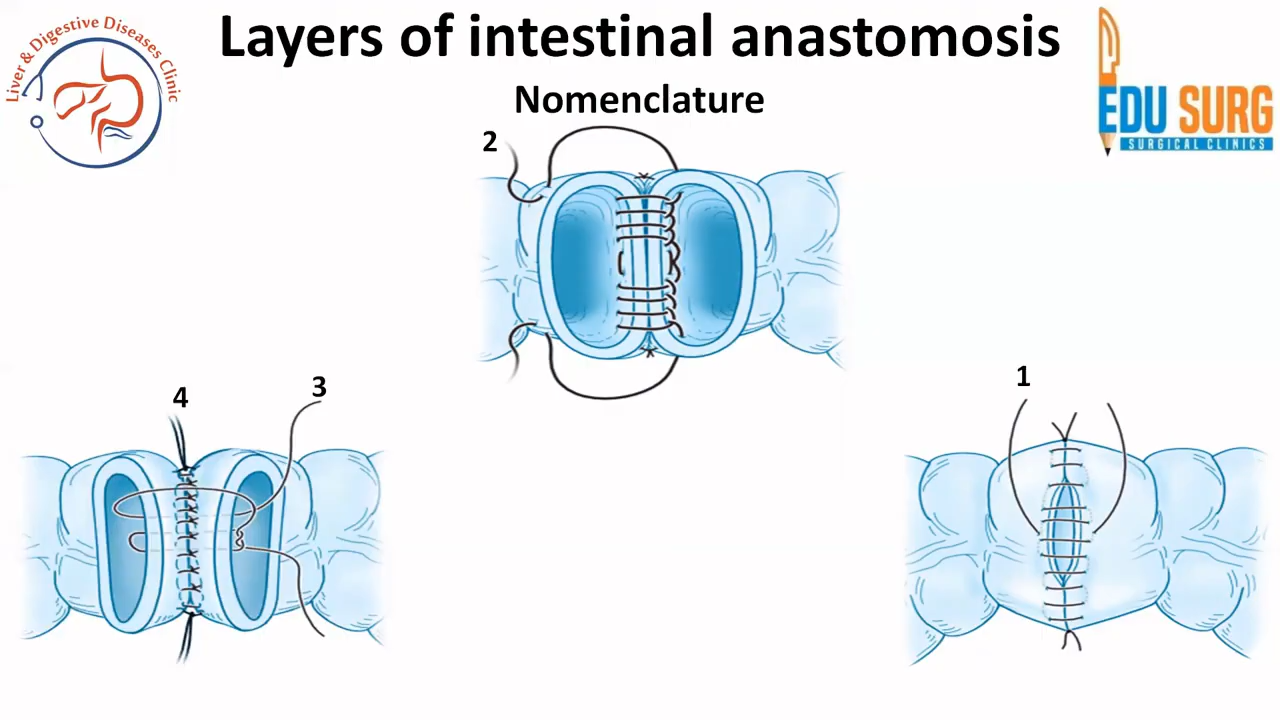 Liver & Digestive Diseases Clinic
Layers of intestinal anastomosis
Nomenclature
EDU SURG
SURGICAL CLINICS
2
4
3
1